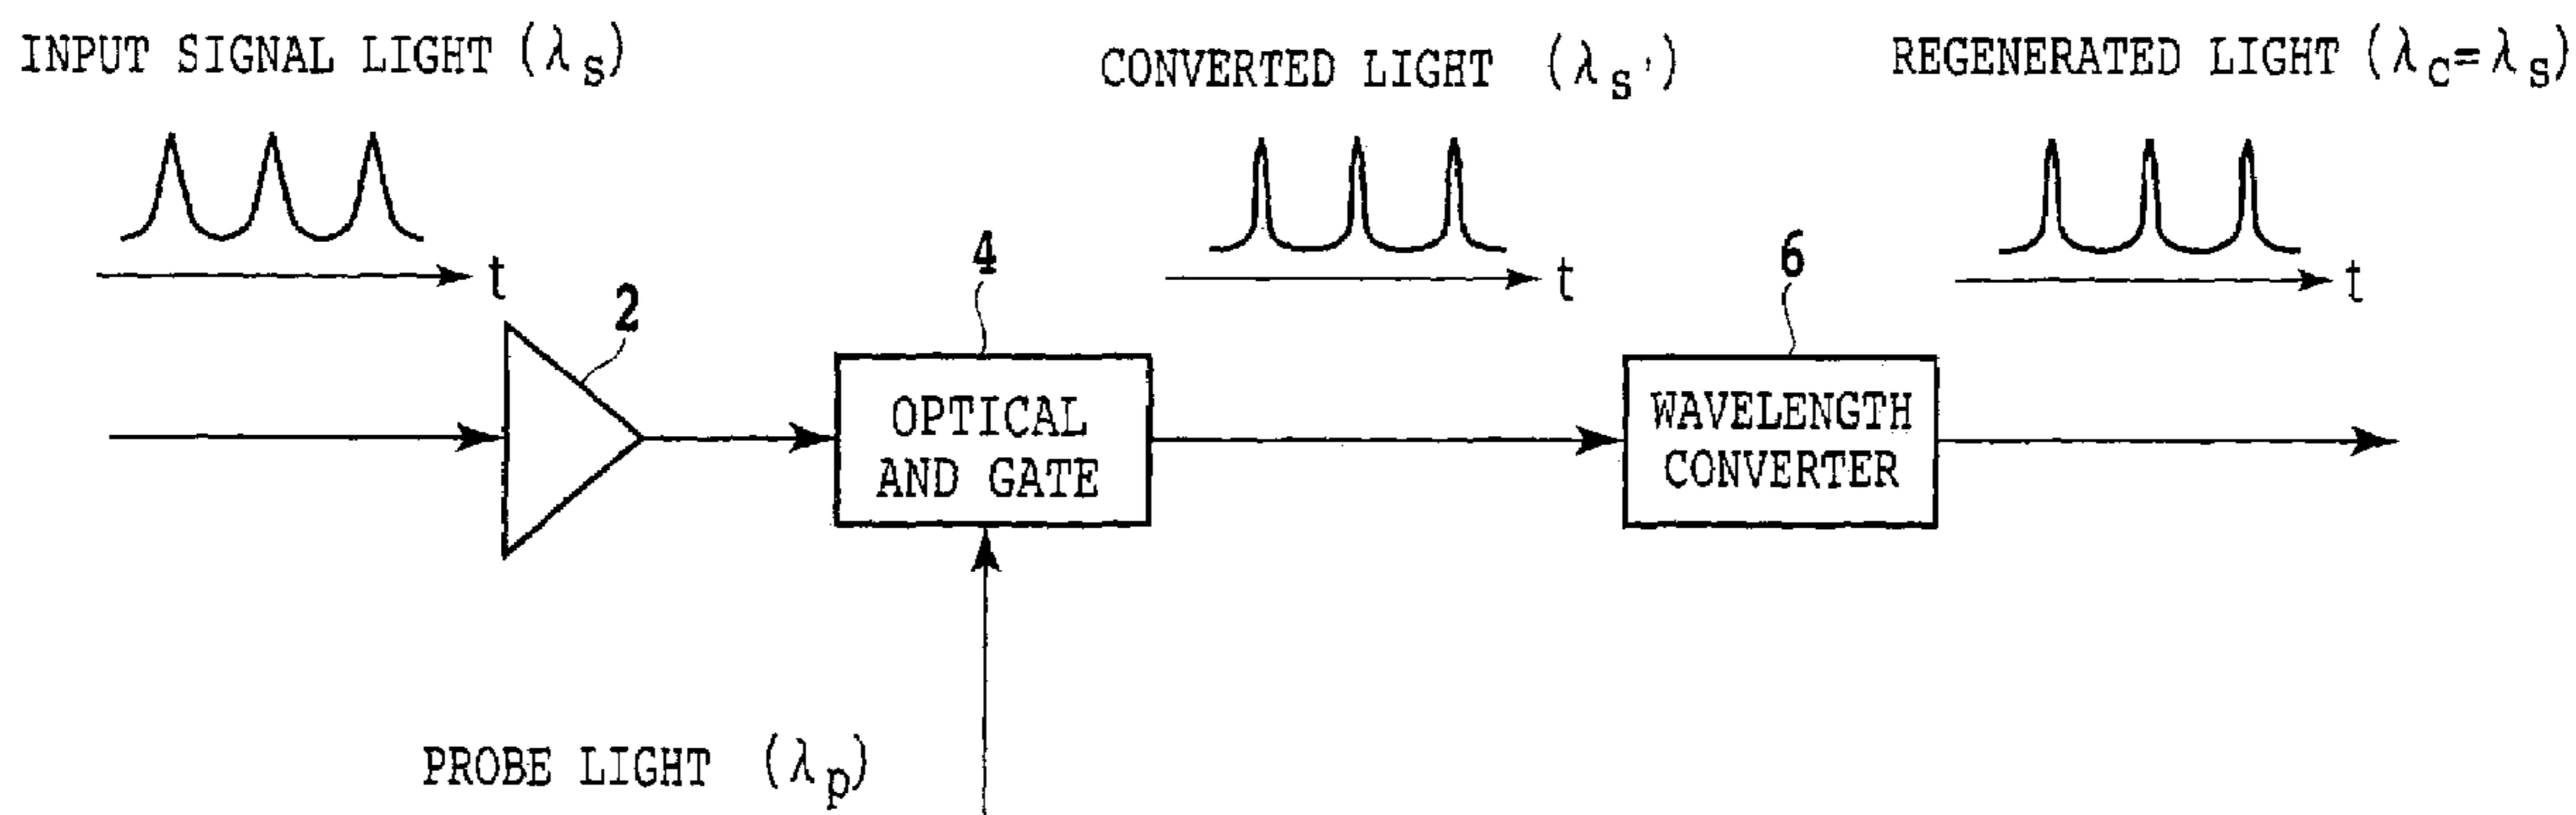 INPUT SIGNAL LIGHT (λs)
CONVERTED LIGHT (λs')
REGENERATED LIGHT (λc=λs)
t
t
t
2
4
6
OPTICAL
AND GATE
WAVELENGTH
CONVERTER
PROBE LIGHT (λp)